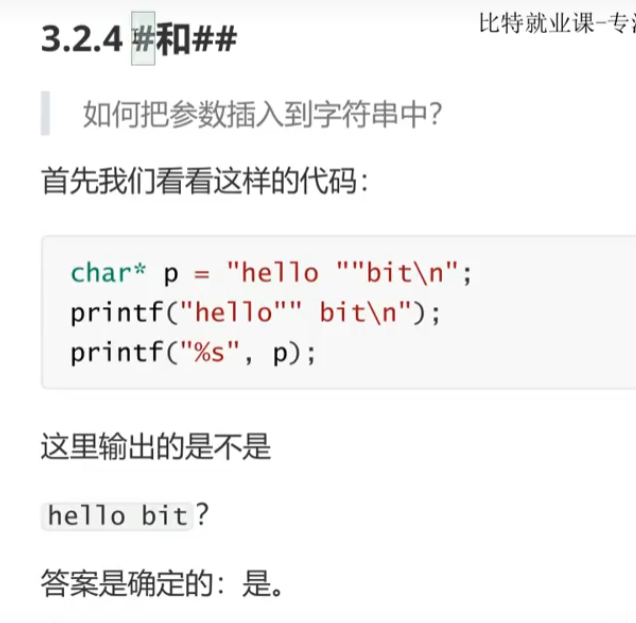 比特就业课-专
3.2.4 #和##
如何把参数插入到字符串中？
首先我们看看这样的代码：
char* p = "hello ""bit\n";
printf("hello"" bit\n");
printf("%s", p);
这里输出的是不是
hello bit？
答案是确定的：是。